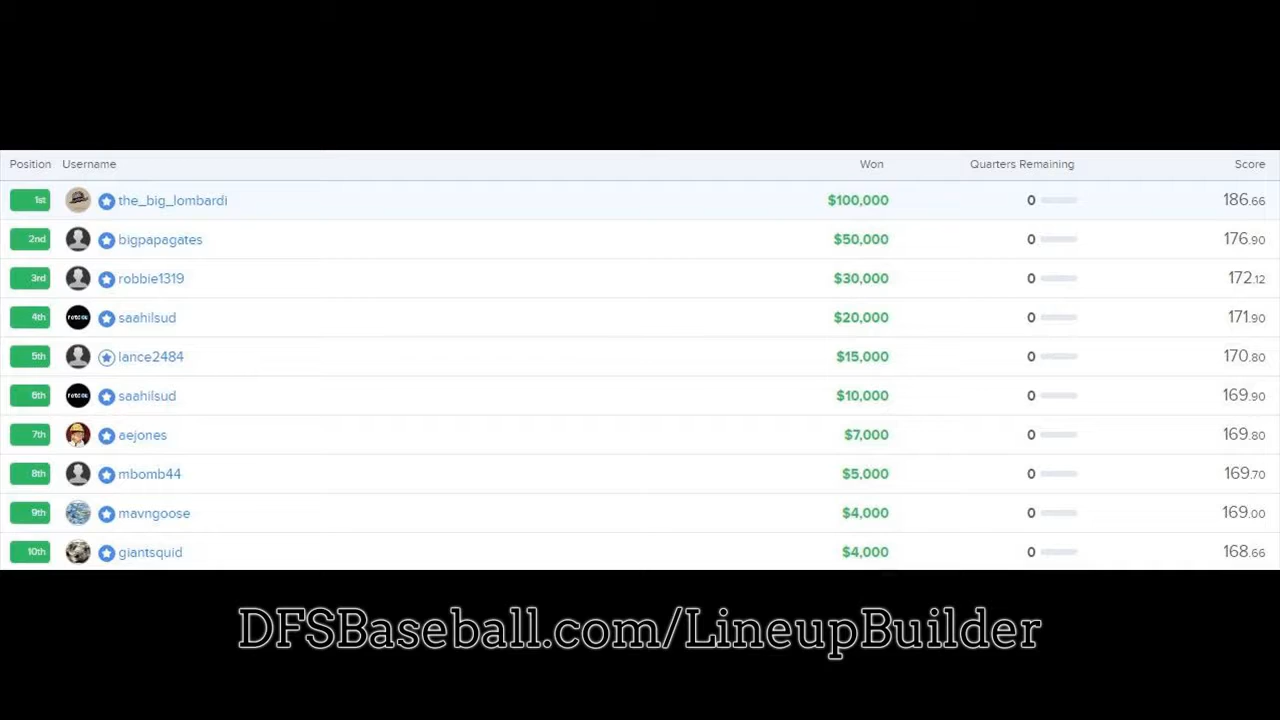 Position Username Won Quarters Remaining Score
1st the_big_lombardi $100,000 0 186.66
2nd bigpapagates $50,000 0 176.90
3rd robbie1319 $30,000 0 172.12
4th saahilsud $20,000 0 171.90
5th lance2484 $15,000 0 170.80
6th saahilsud $10,000 0 169.90
7th aejones $7,000 0 169.80
8th mbomb44 $5,000 0 169.70
9th mavngoose $4,000 0 169.00
10th giantsquid $4,000 0 168.66
DFSBaseball.com/LineupBuilder